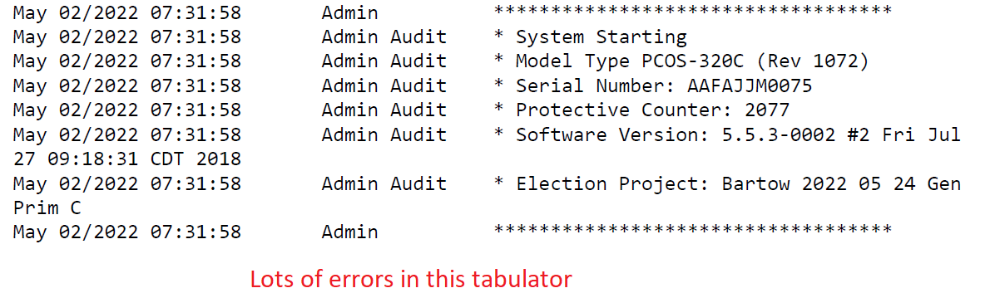 May 02/2022 07:31:58 Admin ***********************************
May 02/2022 07:31:58 Admin Audit * System Starting
May 02/2022 07:31:58 Admin Audit * Model Type PCOS-320C (Rev 1072)
May 02/2022 07:31:58 Admin Audit * Serial Number: AAFAJJM0075
May 02/2022 07:31:58 Admin Audit * Protective Counter: 2077
May 02/2022 07:31:58 Admin Audit * Software Version: 5.5.3-0002 #2 Fri Jul
27 09:18:31 CDT 2018
May 02/2022 07:31:58 Admin Audit * Election Project: Bartow 2022 05 24 Gen
Prim C
May 02/2022 07:31:58 Admin ***********************************
Lots of errors in this tabulator